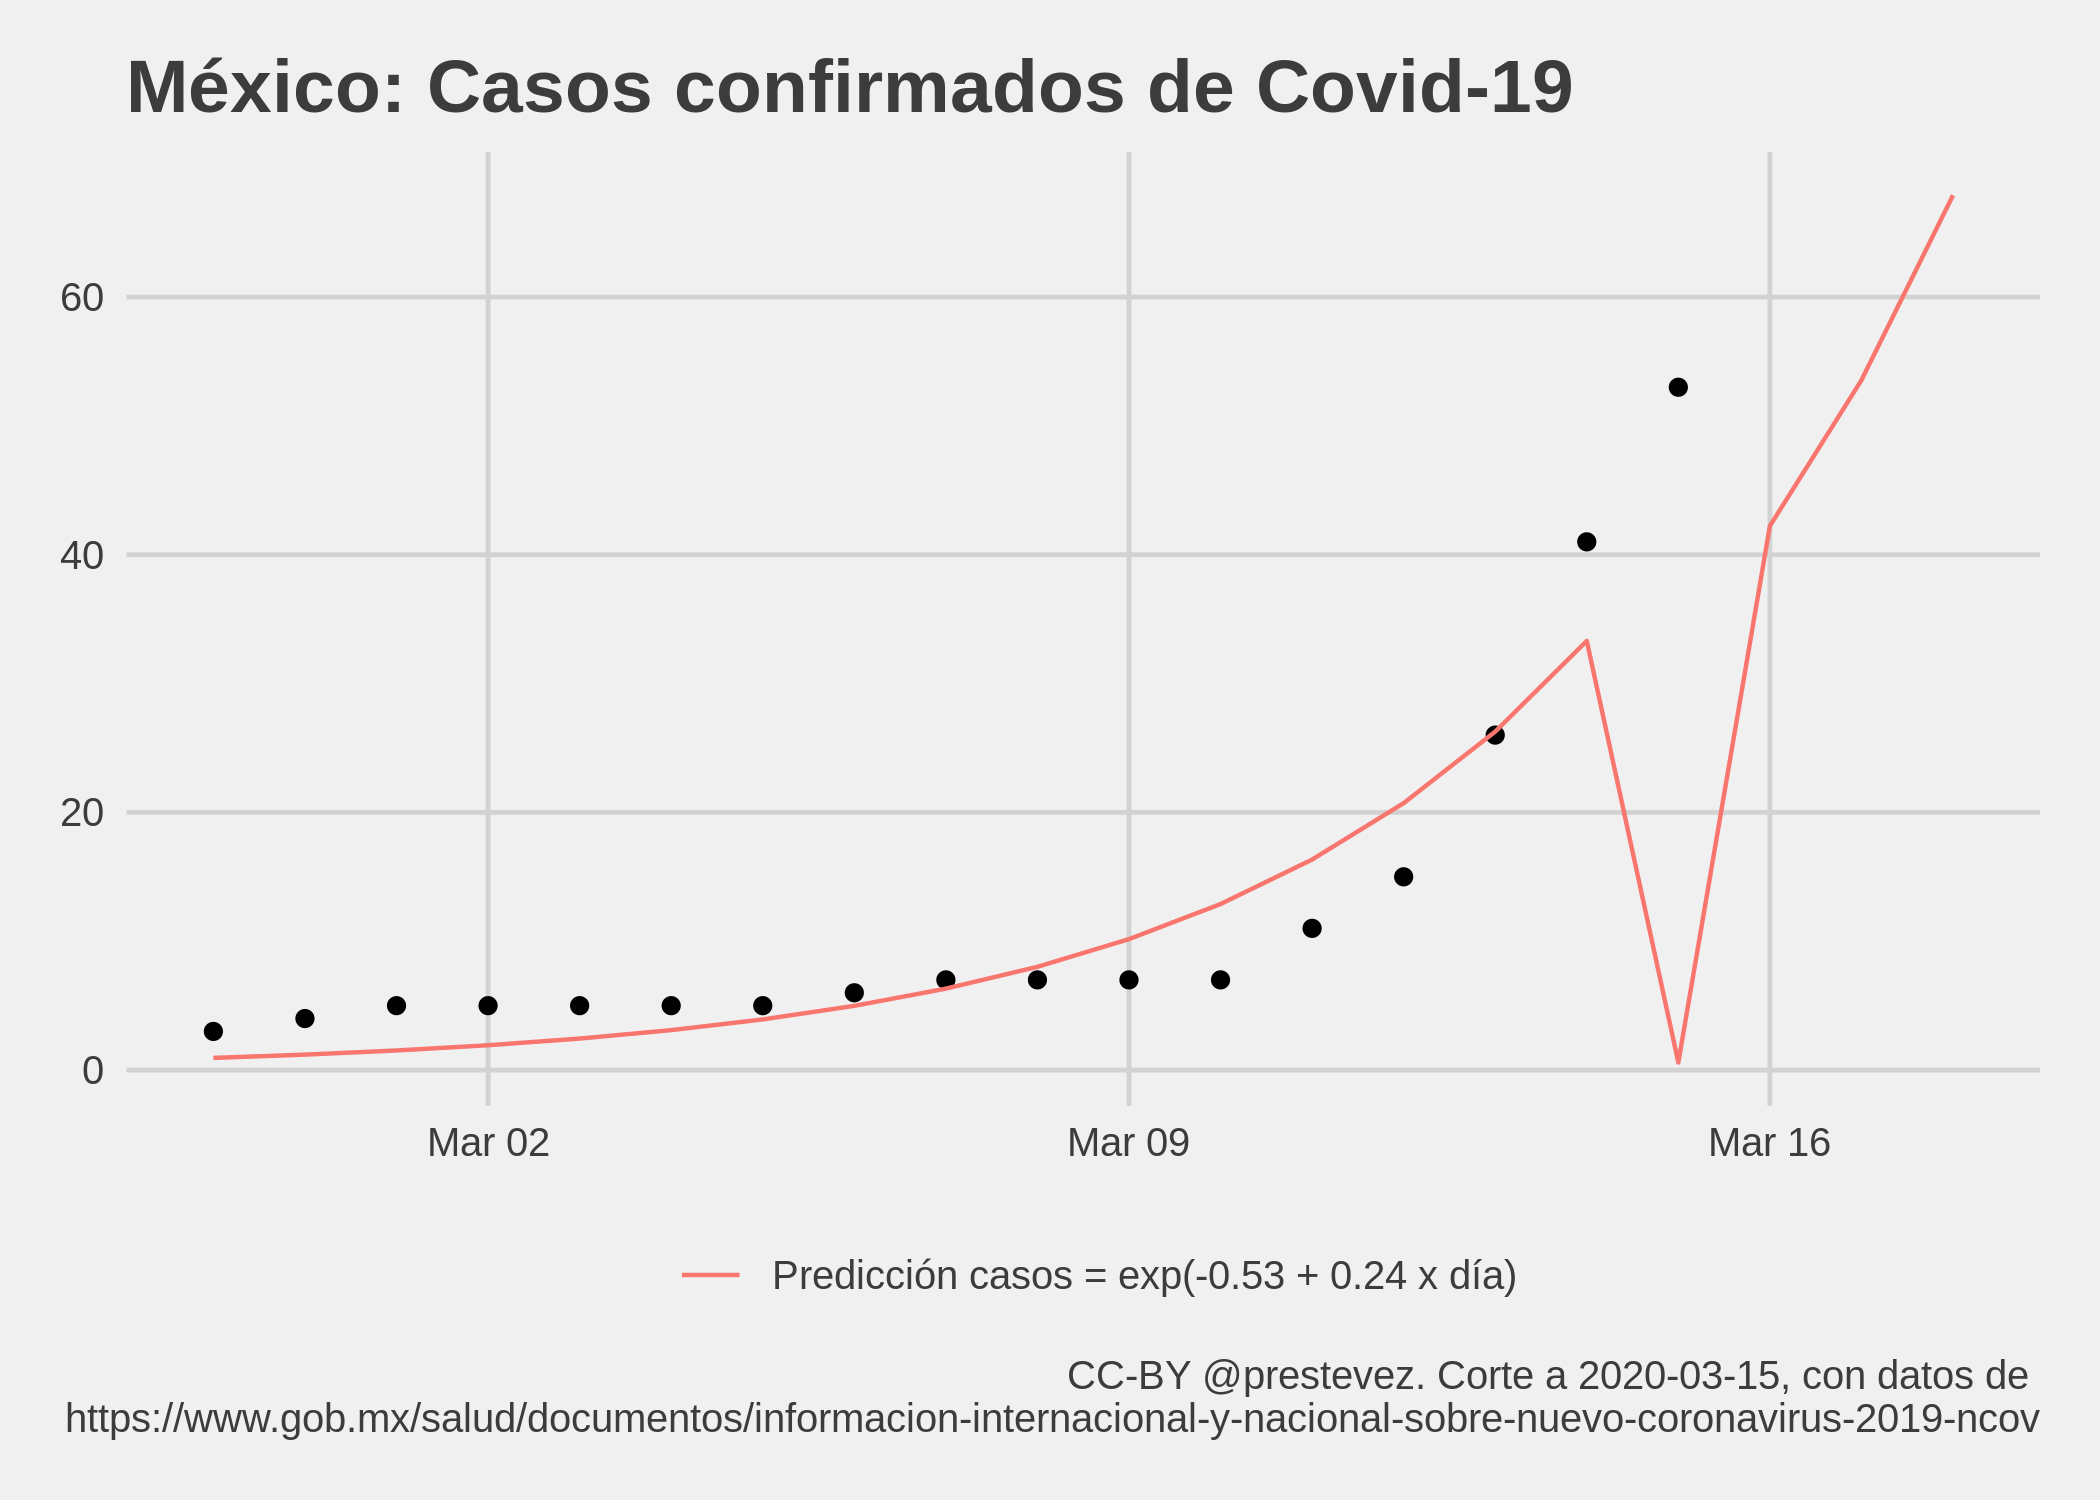 México: Casos confirmados de Covid-19
60
40
20
0
Mar 02
Mar 09
Mar 16
Predicción casos = exp(-0.53 + 0.24 x día)
CC-BY @prestevez. Corte a 2020-03-15, con datos de
https://www.gob.mx/salud/documentos/informacion-internacional-y-nacional-sobre-nuevo-coronavirus-2019-ncov